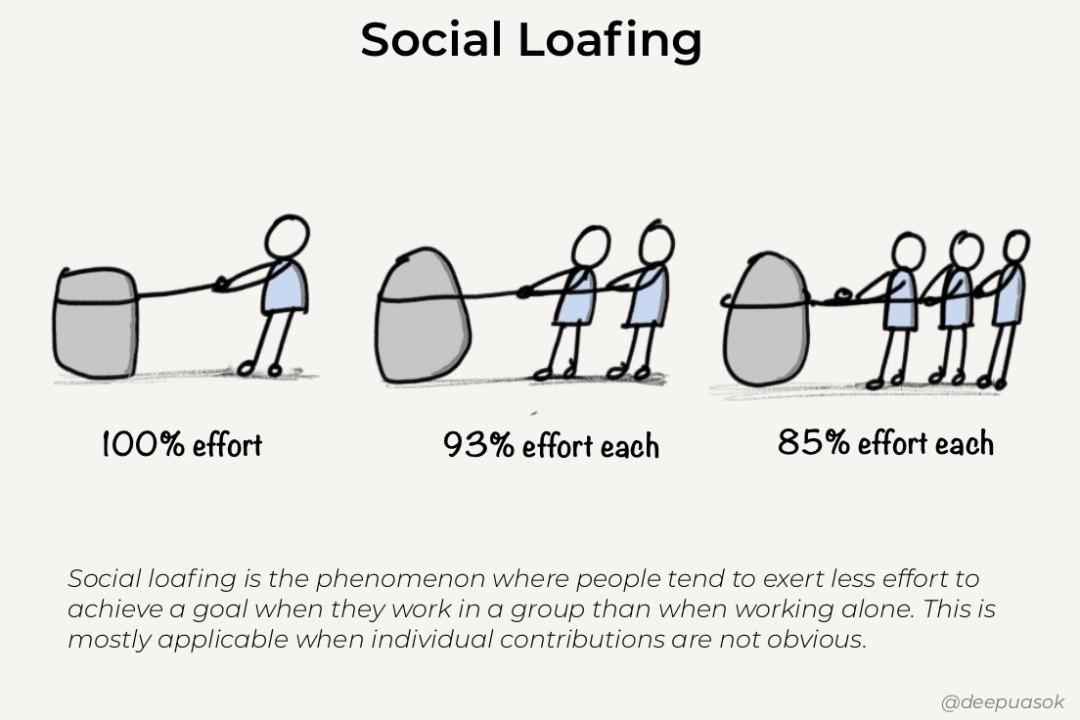 Social Loafing
100% effort
93% effort each
85% effort each
Social loafing is the phenomenon where people tend to exert less effort to
achieve a goal when they work in a group than when working alone. This is
mostly applicable when individual contributions are not obvious.
@deepuasok